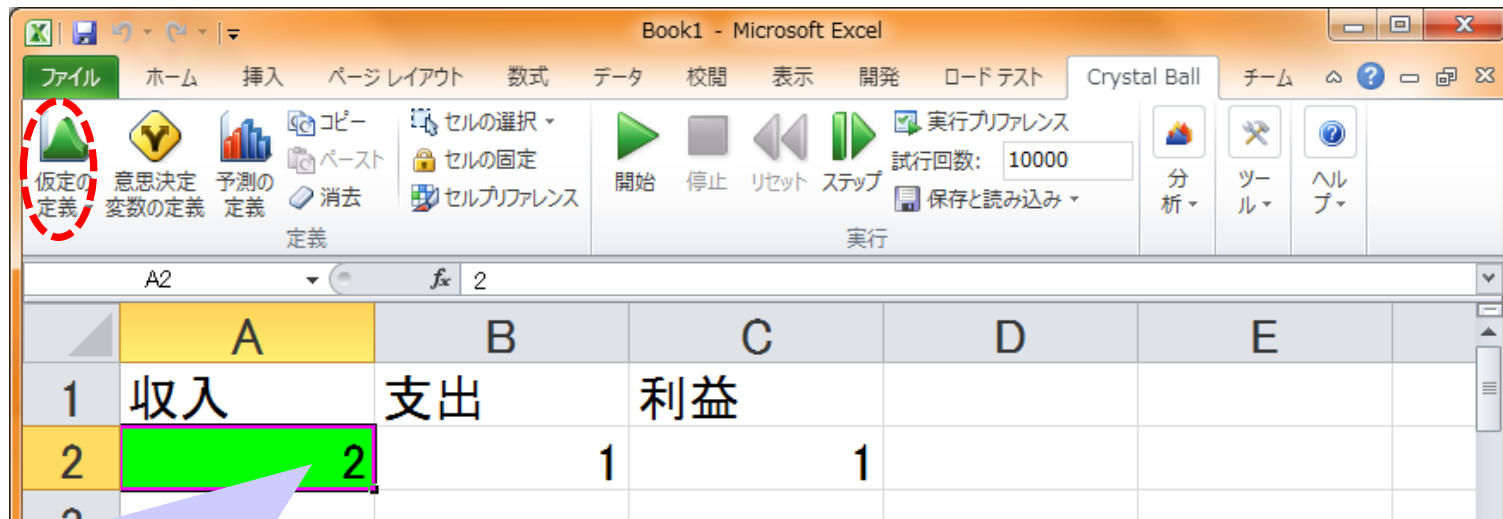 Book1 - Microsoft Excel
ファイル ホーム 挿入 ページ レイアウト 数式 データ 校閲 表示 開発 ロード テスト Crystal Ball チーム
仮定の
定義
意思決定
変数の定義
予測の
定義
コピー
ペースト
消去
セルの選択
セルの固定
セルプリファレンス
定義
開始 停止 リセット ステップ
実行プリファレンス
試行回数: 10000
保存と読み込み
実行
分
析
ツー
ル
ヘル
プ
A2 fx 2
A B C D E
1 収入 支出 利益
2 2 1 1